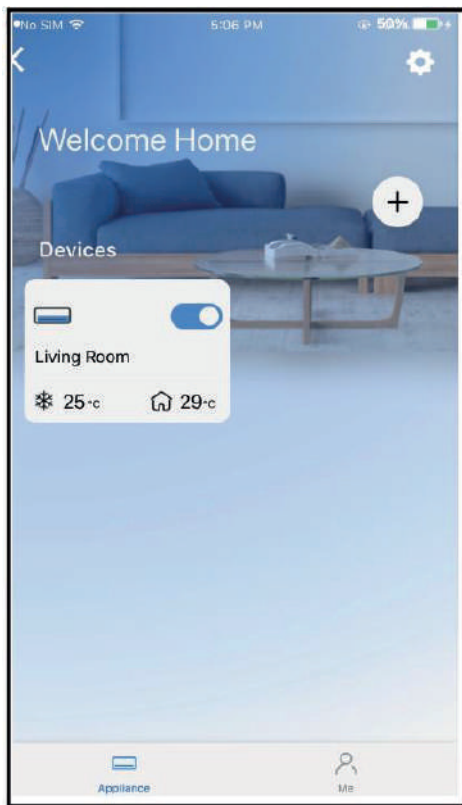 No SIM 5:06 PM 50%
Welcome Home
Devices
Living Room
25°c 29°c
Appliance Me